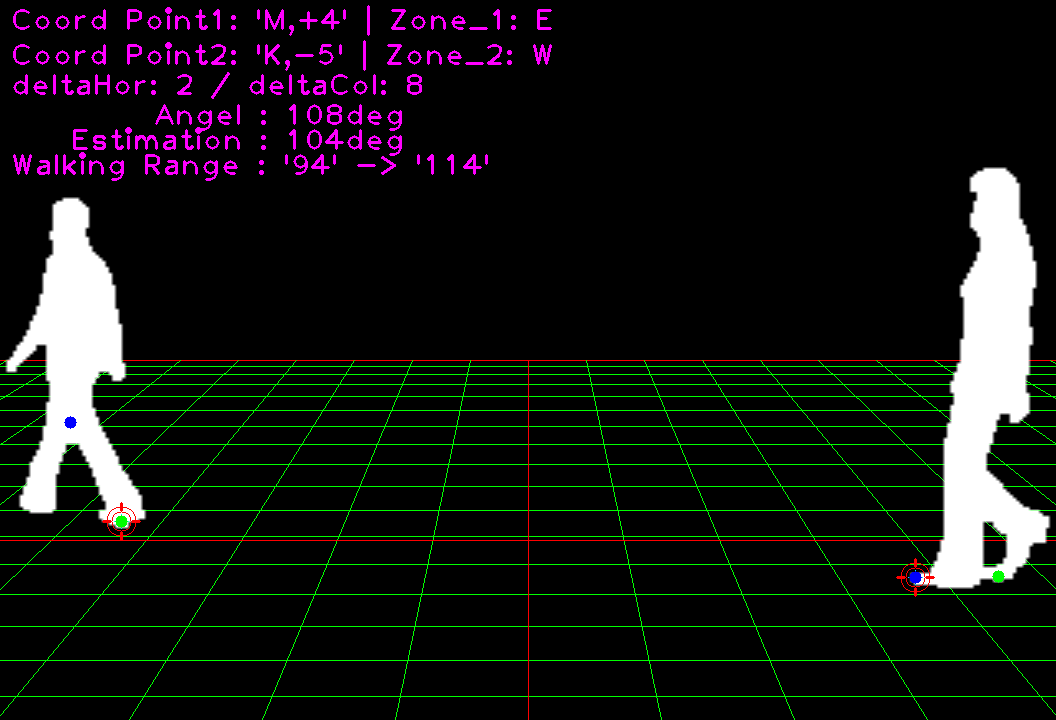 Coord Point1: 'M,+4' | Zone_1: E
Coord Point2: 'K,-5' | Zone_2: W
deltaHor: 2 / deltaCol: 8
Angel : 108deg
Estimation : 104deg
Walking Range : '94' -> '114'